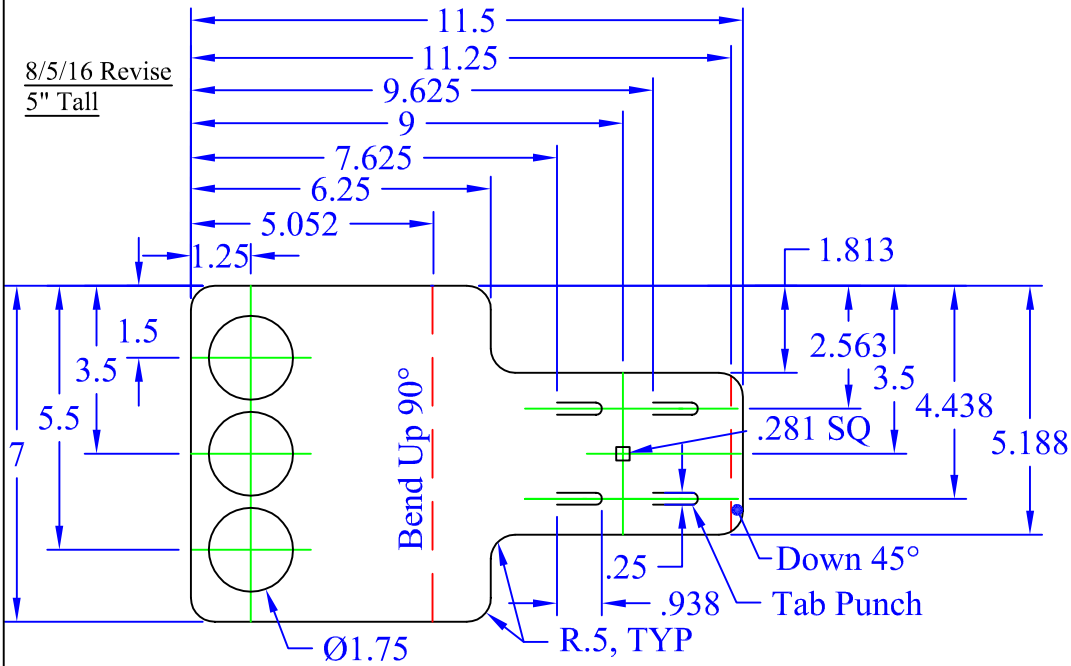 11.5
11.25
8/5/16 Revise
5" Tall
9.625
9
7.625
6.25
5.052
1.25
1.813
1.5
2.563
3.5
3.5
4.438
5.5
.281 SQ
5.188
7
Bend Up 90°
.25
Down 45°
.938
Tab Punch
R.5, TYP
Ø1.75